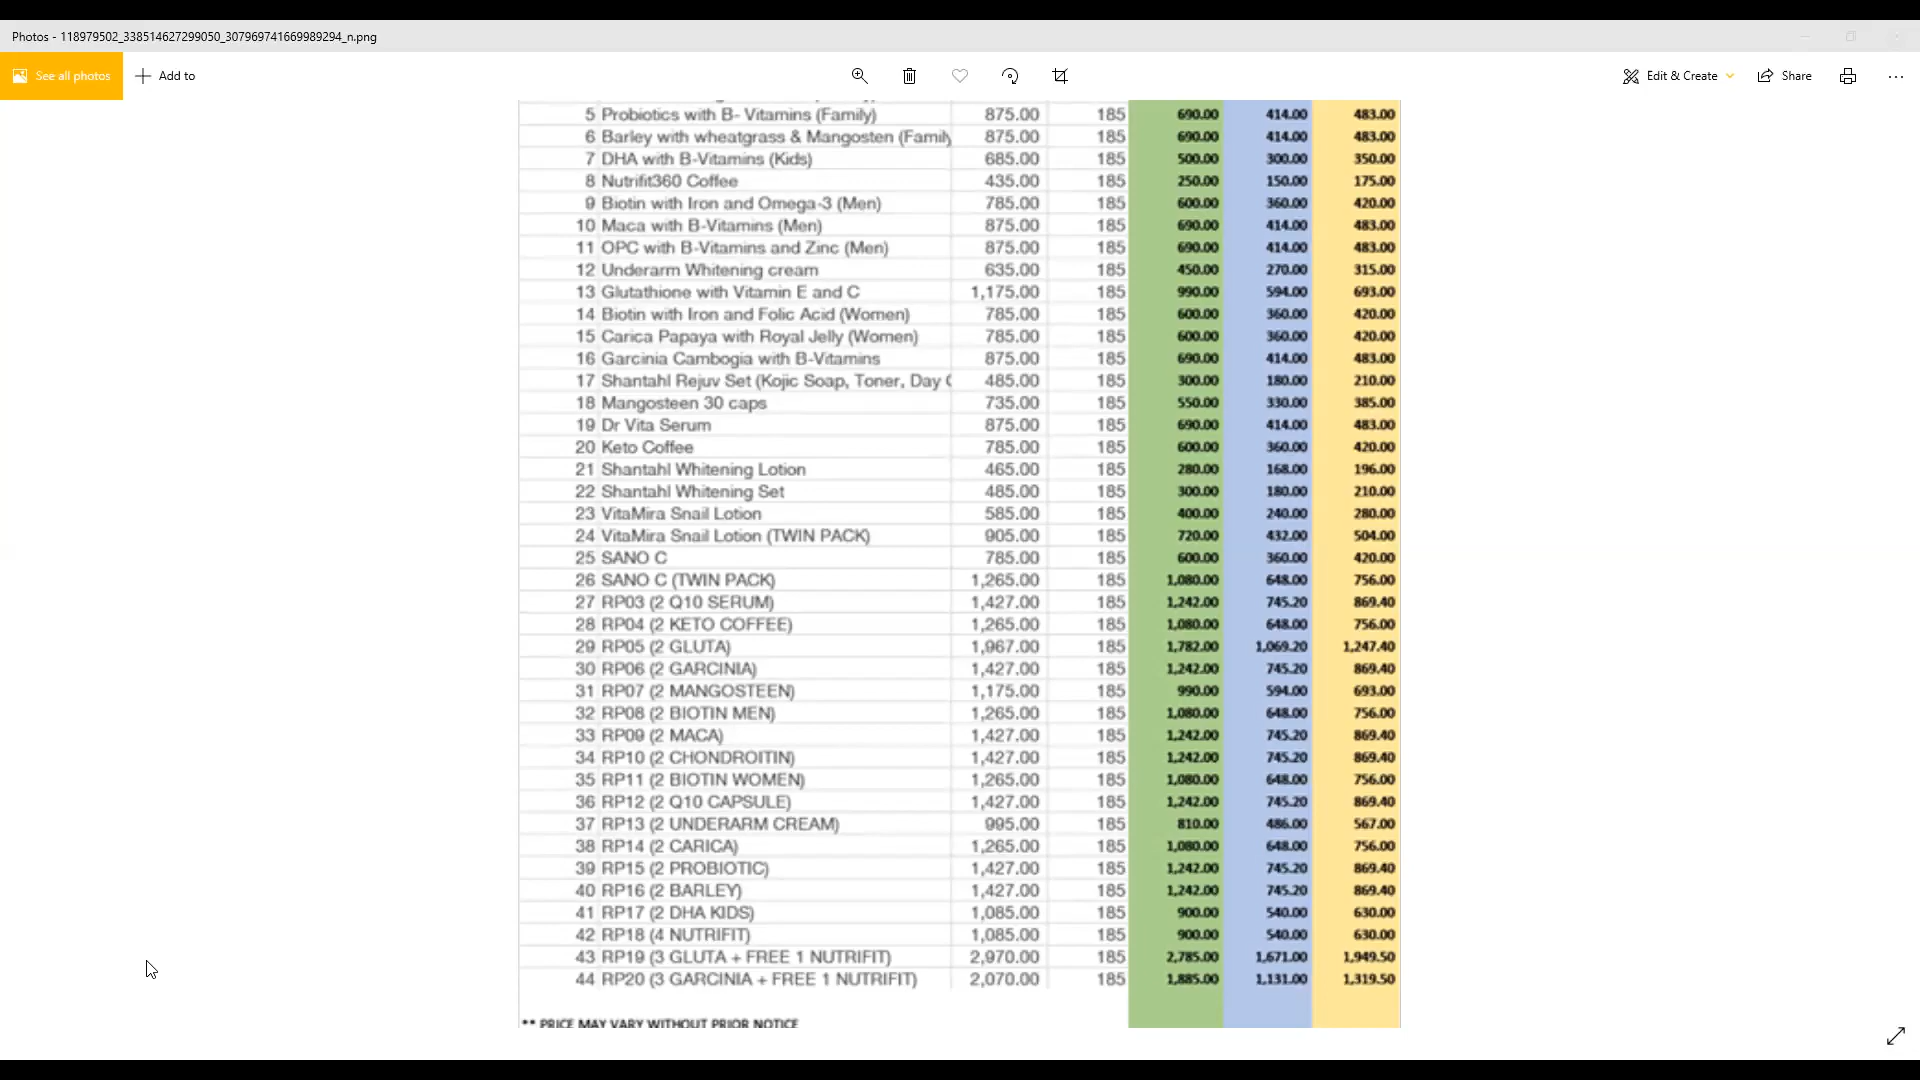 Photos - 118979502_338514627299050_307969741669989294_n.png
See all photos Add to Edit & Create Share
5 Probiotics with B- Vitamins (Family) 875.00 185 690.00 414.00 483.00
6 Barley with wheatgrass & Mangosten (Family 875.00 185 690.00 414.00 483.00
7 DHA with B-Vitamins (Kids) 685.00 185 500.00 300.00 350.00
8 Nutrifit360 Coffee 435.00 185 250.00 150.00 175.00
9 Biotin with Iron and Omega-3 (Men) 785.00 185 600.00 360.00 420.00
10 Maca with B-Vitamins (Men) 875.00 185 690.00 414.00 483.00
11 OPC with B-Vitamins and Zinc (Men) 875.00 185 690.00 414.00 483.00
12 Underarm Whitening cream 635.00 185 450.00 270.00 315.00
13 Glutathione with Vitamin E and C 1,175.00 185 990.00 594.00 693.00
14 Biotin with Iron and Folic Acid (Women) 785.00 185 600.00 360.00 420.00
15 Carica Papaya with Royal Jelly (Women) 785.00 185 600.00 360.00 420.00
16 Garcinia Cambogia with B-Vitamins 875.00 185 690.00 414.00 483.00
17 Shantahl Rejuv Set (Kojic Soap, Toner, Day 485.00 185 300.00 180.00 210.00
18 Mangosteen 30 caps 735.00 185 550.00 330.00 385.00
19 Dr Vita Serum 875.00 185 690.00 414.00 483.00
20 Keto Coffee 785.00 185 600.00 360.00 420.00
21 Shantahl Whitening Lotion 465.00 185 280.00 168.00 196.00
22 Shantahl Whitening Set 485.00 185 300.00 180.00 210.00
23 VitaMira Snail Lotion 585.00 185 400.00 240.00 280.00
24 VitaMira Snail Lotion (TWIN PACK) 905.00 185 720.00 432.00 504.00
25 SANO C 785.00 185 600.00 360.00 420.00
26 SANO C (TWIN PACK) 1,265.00 185 1,080.00 648.00 756.00
27 RP03 (2 Q10 SERUM) 1,427.00 185 1,242.00 745.20 869.40
28 RP04 (2 KETO COFFEE) 1,265.00 185 1,080.00 648.00 756.00
29 RP05 (2 GLUTA) 1,967.00 185 1,782.00 1,069.20 1,247.40
30 RP06 (2 GARCINIA) 1,427.00 185 1,242.00 745.20 869.40
31 RP07 (2 MANGOSTEEN) 1,175.00 185 990.00 594.00 693.00
32 RP08 (2 BIOTIN MEN) 1,265.00 185 1,080.00 648.00 756.00
33 RP09 (2 MACA) 1,427.00 185 1,242.00 745.20 869.40
34 RP10 (2 CHONDROITIN) 1,427.00 185 1,242.00 745.20 869.40
35 RP11 (2 BIOTIN WOMEN) 1,265.00 185 1,080.00 648.00 756.00
36 RP12 (2 Q10 CAPSULE) 1,427.00 185 1,242.00 745.20 869.40
37 RP13 (2 UNDERARM CREAM) 995.00 185 810.00 486.00 567.00
38 RP14 (2 CARICA) 1,265.00 185 1,080.00 648.00 756.00
39 RP15 (2 PROBIOTIC) 1,427.00 185 1,242.00 745.20 869.40
40 RP16 (2 BARLEY) 1,427.00 185 1,242.00 745.20 869.40
41 RP17 (2 DHA KIDS) 1,085.00 185 900.00 540.00 630.00
42 RP18 (4 NUTRIFIT) 1,085.00 185 900.00 540.00 630.00
43 RP19 (3 GLUTA + FREE 1 NUTRIFIT) 2,970.00 185 2,785.00 1,671.00 1,949.50
44 RP20 (3 GARCINIA + FREE 1 NUTRIFIT) 2,070.00 185 1,885.00 1,131.00 1,319.50
** PRICE MAY VARY WITHOUT PRIOR NOTICE